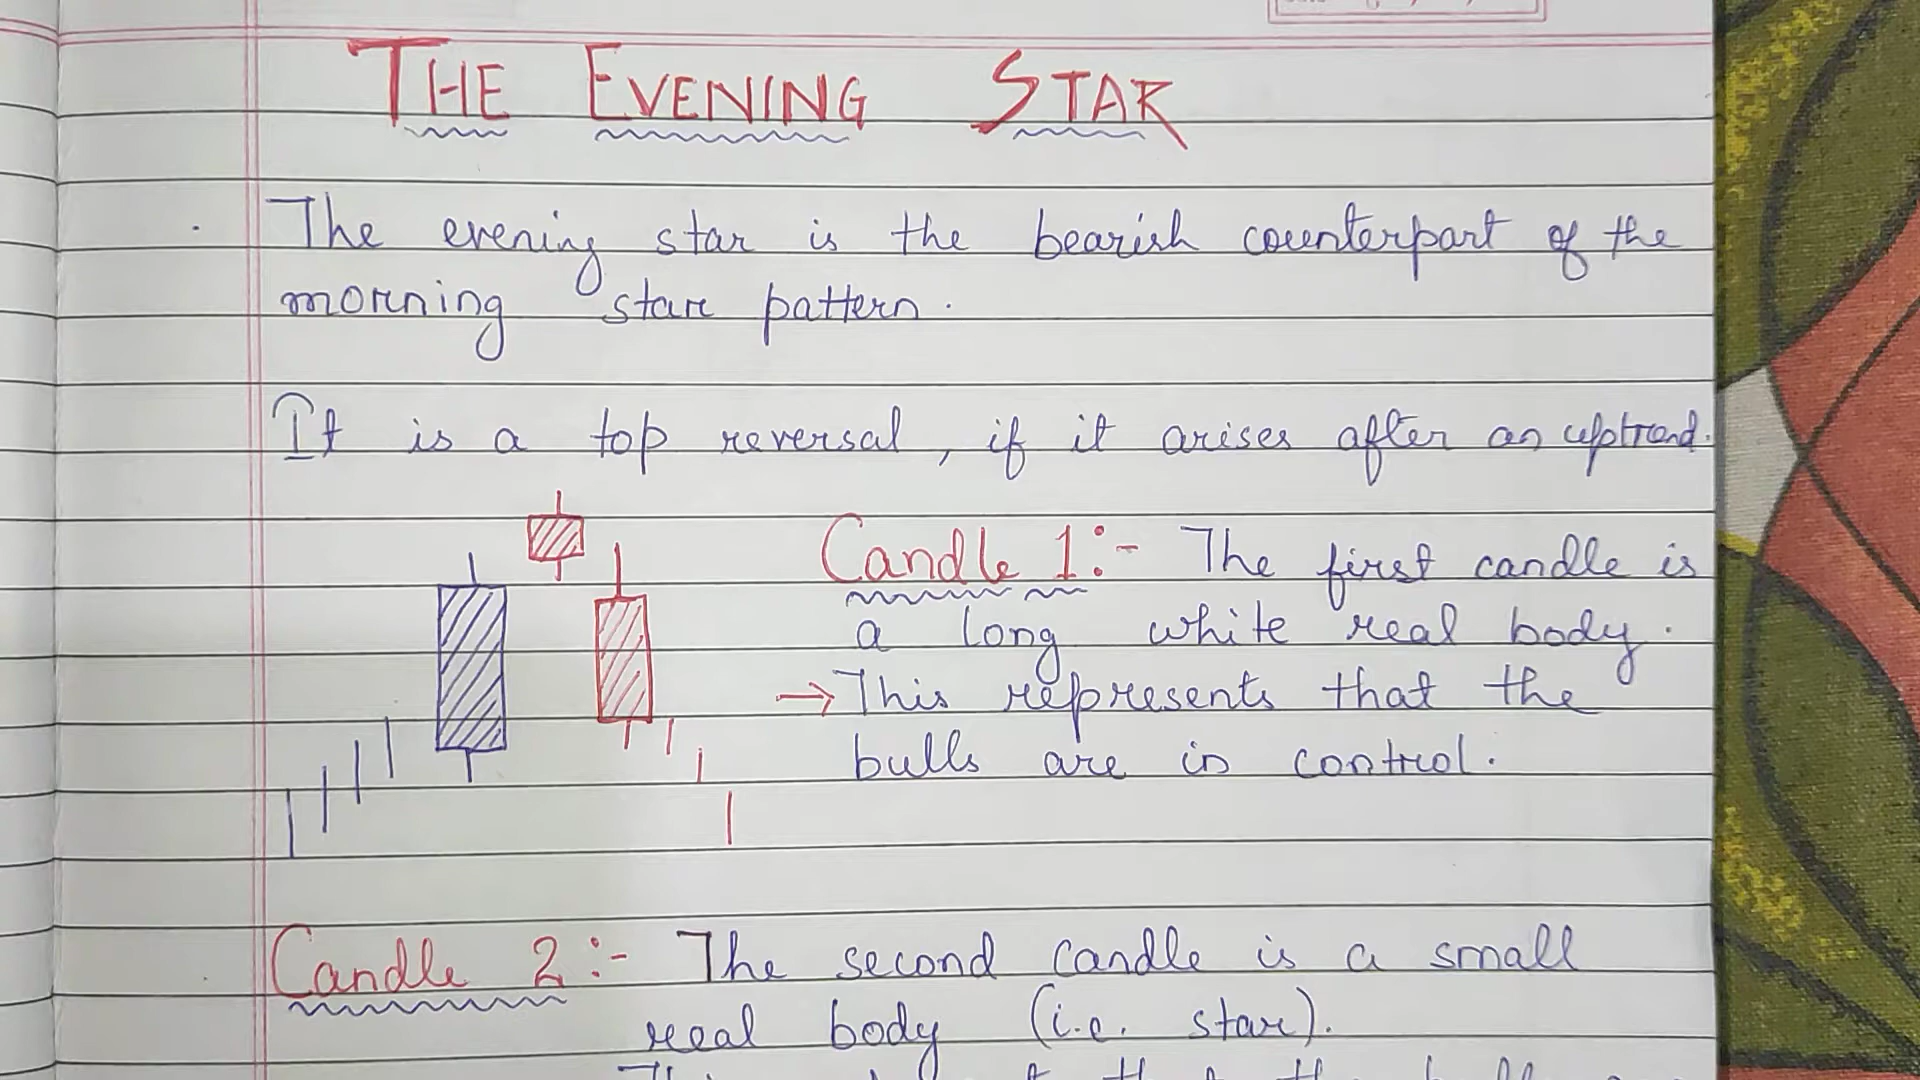 THE EVENING STAR
The evening star is the bearish counterpart of the
morning star pattern.
It is a top reversal, if it arises after an uptrend.
Candle 1:- The first candle is
a long white real body.
→ This represents that the
bulls are in control.
Candle 2:- The second candle is a small
real body (i.e. star).